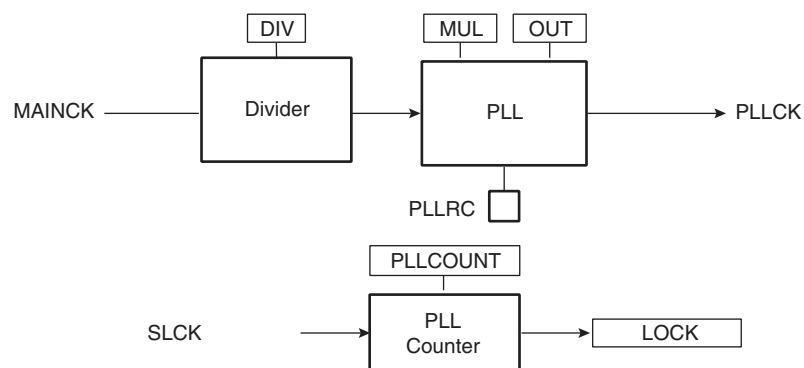 DIV
MUL
OUT
MAINCK
Divider
PLL
PLLCK
PLLRC
PLLCOUNT
SLCK
PLL
Counter
LOCK